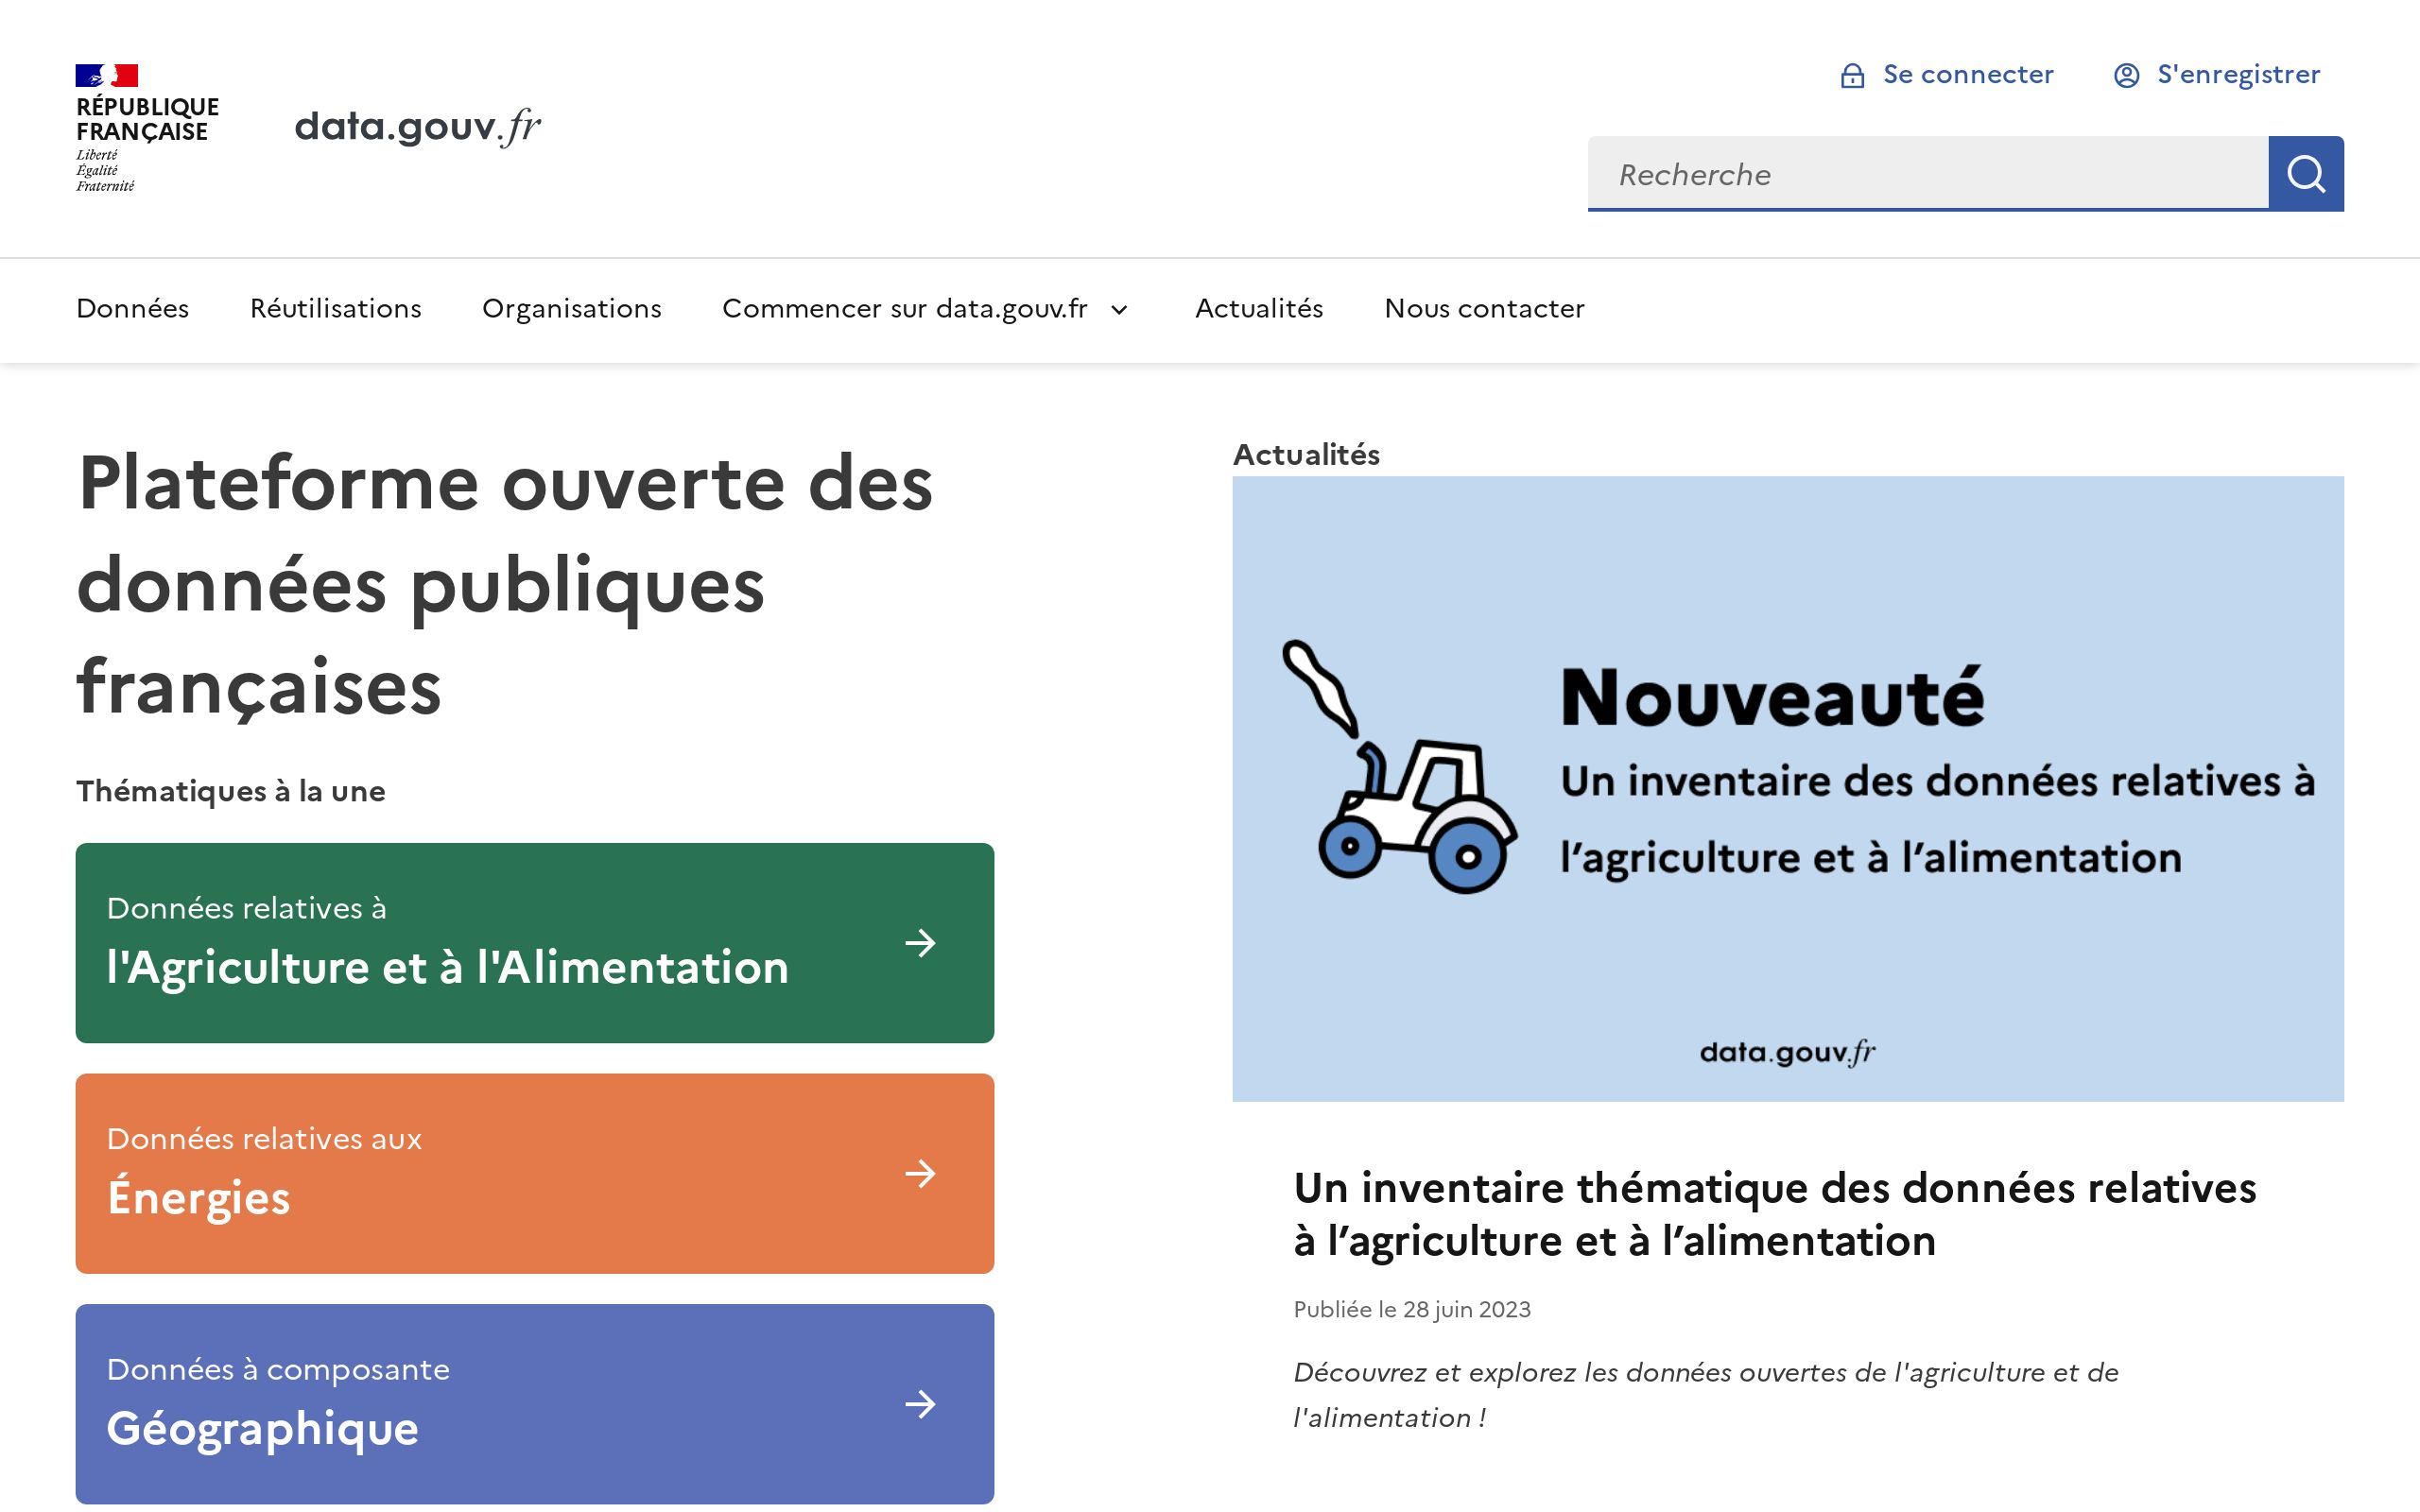 RÉPUBLIQUE
FRANÇAISE
Liberté
Égalité
Fraternité
data.gouv.fr
Se connecter
S'enregistrer
Recherche
Données
Réutilisations
Organisations
Commencer sur data.gouv.fr
Actualités
Nous contacter
Plateforme ouverte des
données publiques
françaises
Thématiques à la une
Données relatives à
l'Agriculture et à l'Alimentation
Données relatives aux
Énergies
Données à composante
Géographique
Actualités
Nouveauté
Un inventaire des données relatives à
l’agriculture et à l’alimentation
data.gouv.fr
Un inventaire thématique des données relatives
à l’agriculture et à l’alimentation
Publiée le 28 juin 2023
Découvrez et explorez les données ouvertes de l'agriculture et de
l'alimentation !